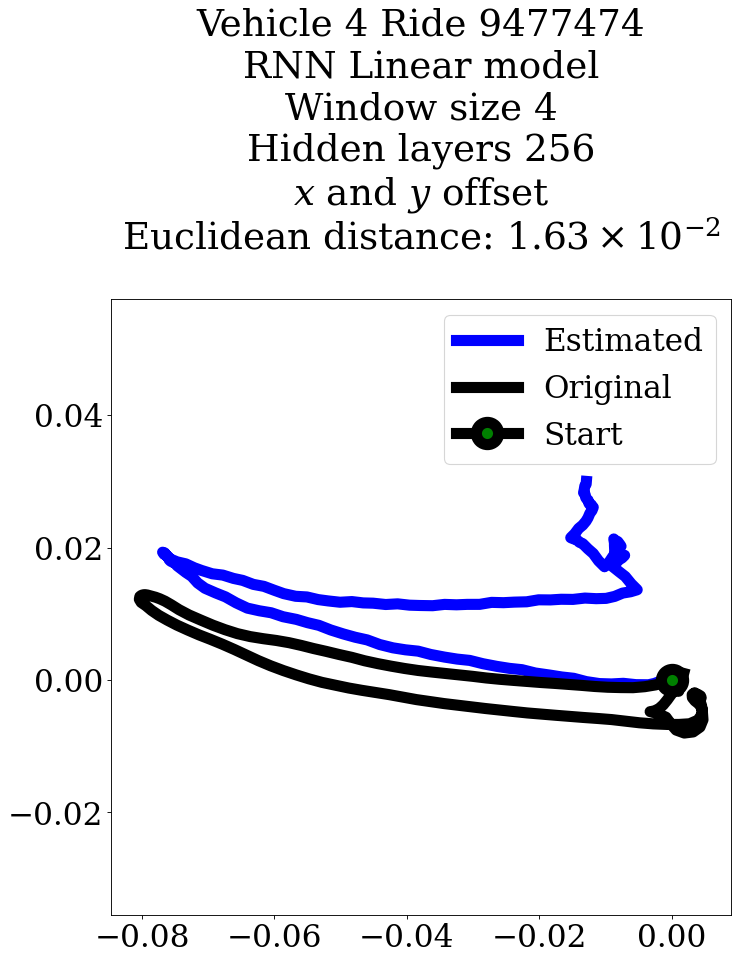 Vehicle 4 Ride 9477474
RNN Linear model
Window size 4
Hidden layers 256
x and y offset
Euclidean distance: 1.63 × 10⁻²
Estimated
Original
Start
0.04
0.02
0.00
−0.02
−0.08 −0.06 −0.04 −0.02 0.00